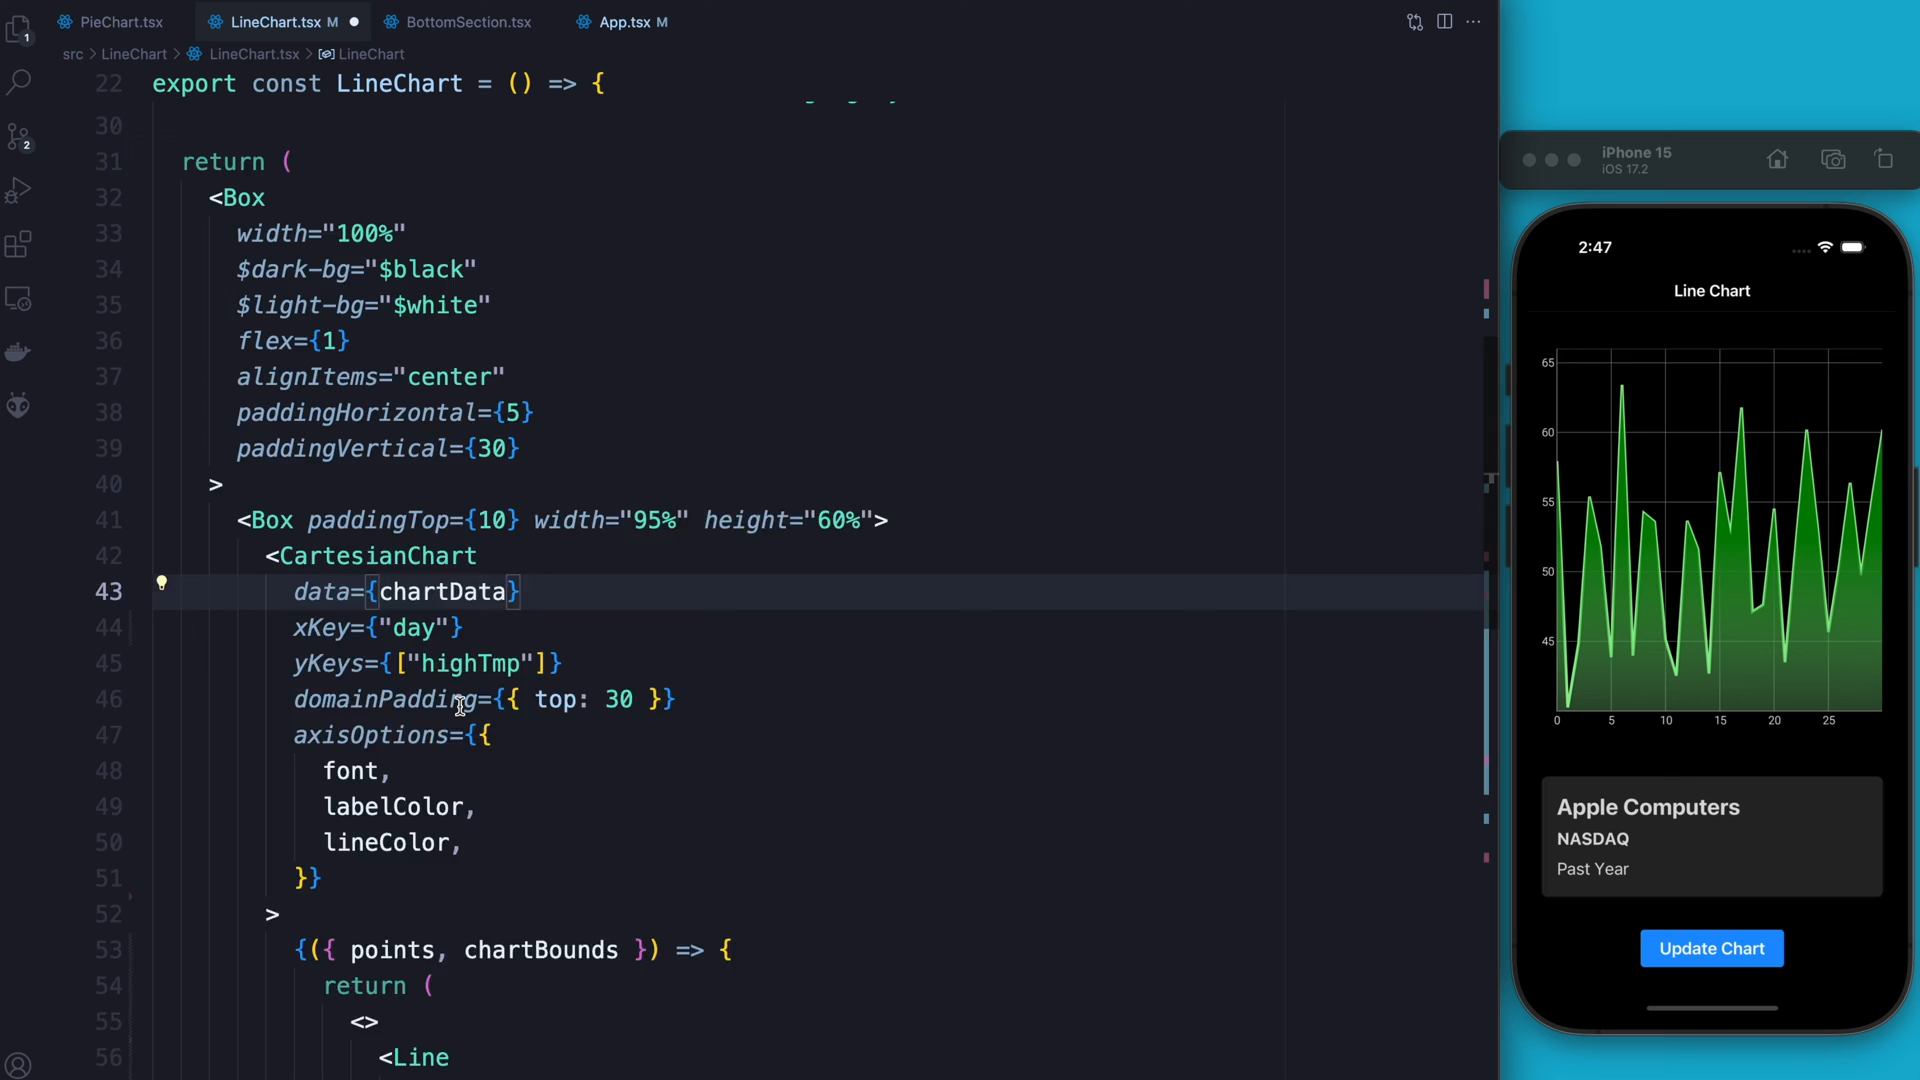 PieChart.tsx
LineChart.tsx M
BottomSection.tsx
App.tsx M
src > LineChart > LineChart.tsx > LineChart
1
2
22 export const LineChart = () => {
30
31 return (
32 <Box
33 width="100%"
34 $dark-bg="$black"
35 $light-bg="$white"
36 flex={1}
37 alignItems="center"
38 paddingHorizontal={5}
39 paddingVertical={30}
40 >
41 <Box paddingTop={10} width="95%" height="60%">
42 <CartesianChart
43 data={chartData}
44 xKey={"day"}
45 yKeys={["highTmp"]}
46 domainPadding={{ top: 30 }}
47 axisOptions={{
48 font,
49 labelColor,
50 lineColor,
51 }}
52 >
53 {({ points, chartBounds }) => {
54 return (
55 <>
56 <Line
iPhone 15
iOS 17.2
2:47
Line Chart
65
60
55
50
45
0 5 10 15 20 25
Apple Computers
NASDAQ
Past Year
Update Chart